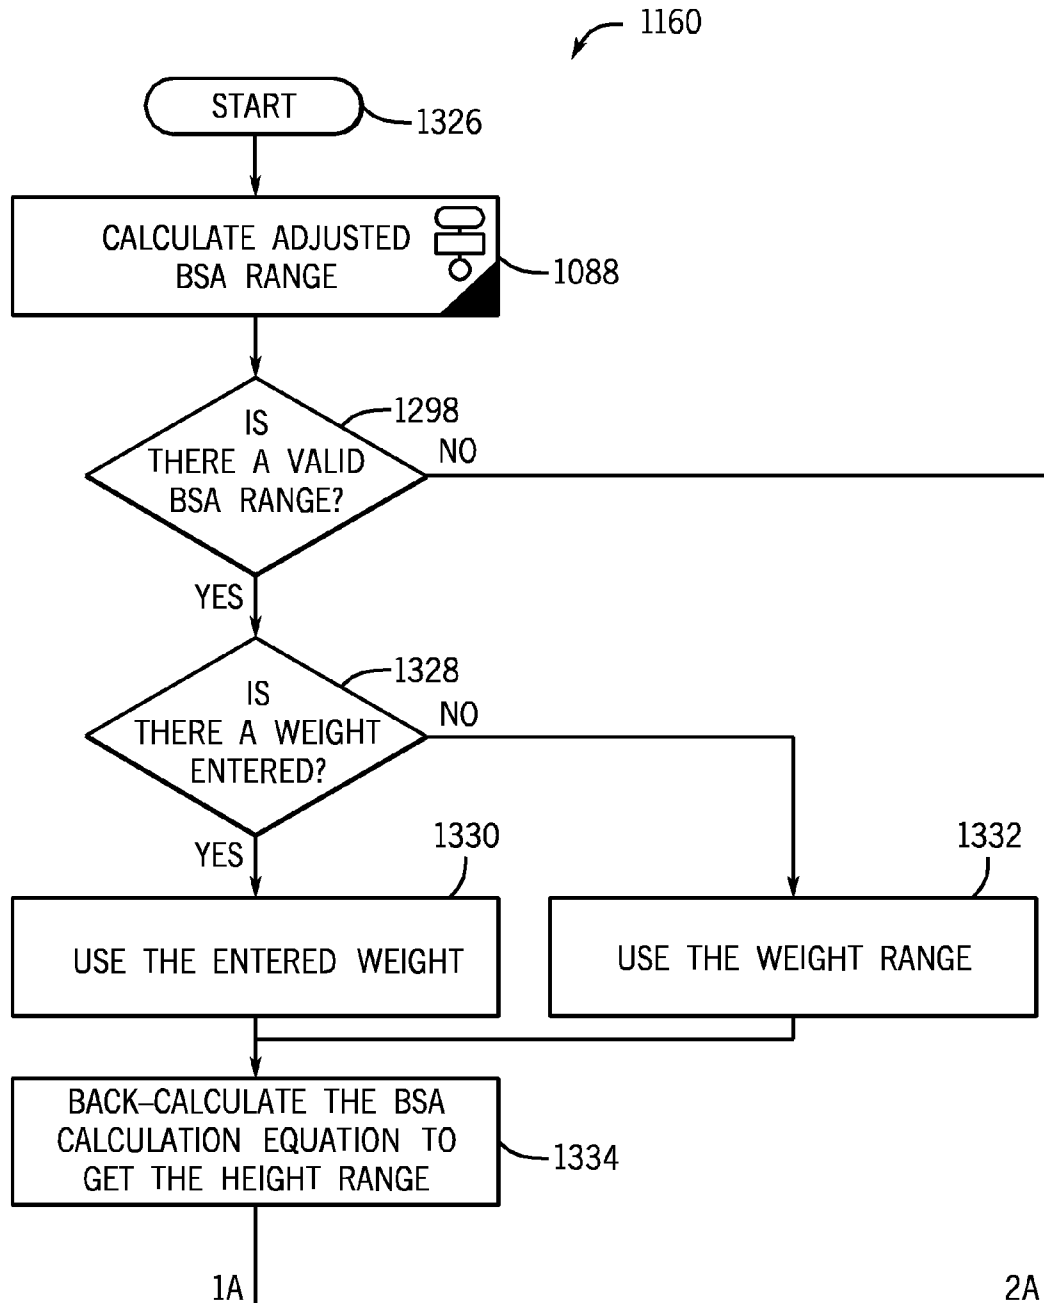 1160
START
1326
CALCULATE ADJUSTED
BSA RANGE
1088
IS
THERE A VALID
BSA RANGE?
1298
NO
YES
IS
THERE A WEIGHT
ENTERED?
1328
NO
YES
1330
1332
USE THE ENTERED WEIGHT
USE THE WEIGHT RANGE
BACK–CALCULATE THE BSA
CALCULATION EQUATION TO
GET THE HEIGHT RANGE
1334
1A
2A